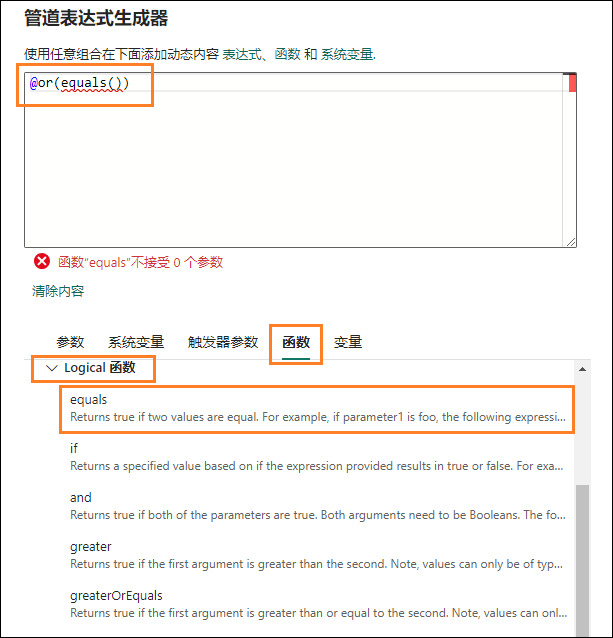 管道表达式生成器
使用任意组合在下面添加动态内容 表达式、函数 和 系统变量.
@or(equals())
函数“equals”不接受 0 个参数
清除内容
参数 系统变量 触发器参数 函数 变量
Logical 函数
equals
Returns true if two values are equal. For example, if parameter1 is foo, the following expressi...
if
Returns a specified value based on if the expression provided results in true or false. For exa...
and
Returns true if both of the parameters are true. Both arguments need to be Booleans. The fo...
greater
Returns true if the first argument is greater than the second. Note, values can only be of typ...
greaterOrEquals
Returns true if the first argument is greater than or equal to the second. Note, values can onl...